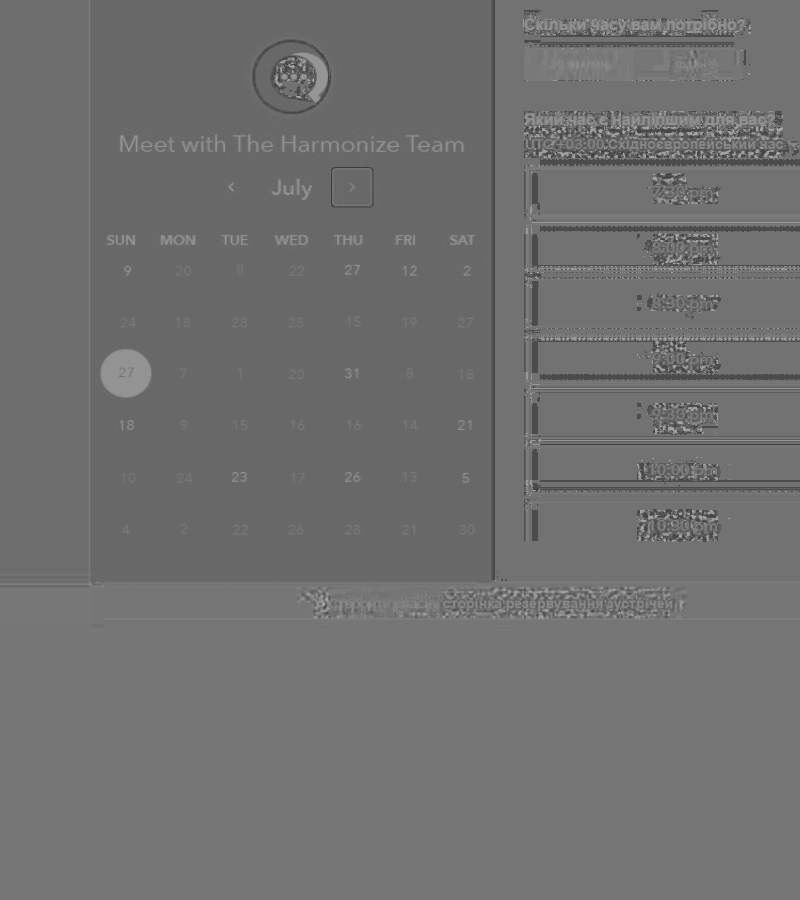 Meet with The Harmonize Team
July
SUN MON TUE WED THU FRI SAT
9 20 8 22 27 12 2
24 18 28 25 15 19 27
27 7 1 20 31 8 18
18 9 15 16 16 14 21
10 24 23 17 26 13 5
4 2 22 26 28 21 30
Скільки часу вам потрібно?
30
Який час є найліпшим для вас?
UTC +03:00 Східноєвропейський час
7:30 pm
8:00 pm
8:30 pm
9:00 pm
9:30 pm
10:00 pm
10:30 pm
сторінка резервування зустрічей